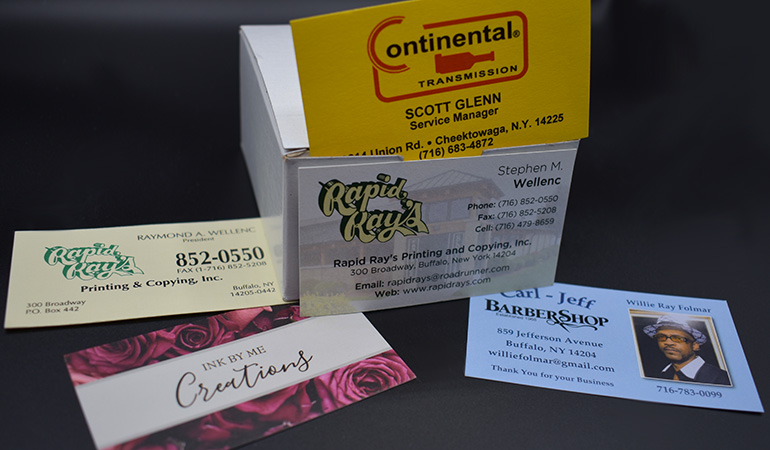 Continental®
TRANSMISSION
SCOTT GLENN
Service Manager
Union Rd. • Cheektowaga, N.Y. 14225
(716) 683-4872
Rapid
Ray's
Stephen M.
Wellenc
Phone: (716) 852-0550
Fax: (716) 852-5208
Cell: (716) 479-8659
Rapid Ray's Printing and Copying, Inc.
300 Broadway, Buffalo, New York 14204
Email: rapidrays@roadrunner.com
Web: www.rapidrays.com
RAYMOND A. WELLENC
President
Rapid
Ray's
Printing & Copying, Inc.
852-0550
FAX (1-716) 852-5208
300 Broadway
P.O. Box 442
Buffalo, NY
14205-0442
INK BY ME
Creations
Carl - Jeff
BARBERSHOP
Established 1965
859 Jefferson Avenue
Buffalo, NY 14204
williefolmar@gmail.com
Thank You for your Business
Willie Ray Folmar
716-783-0099